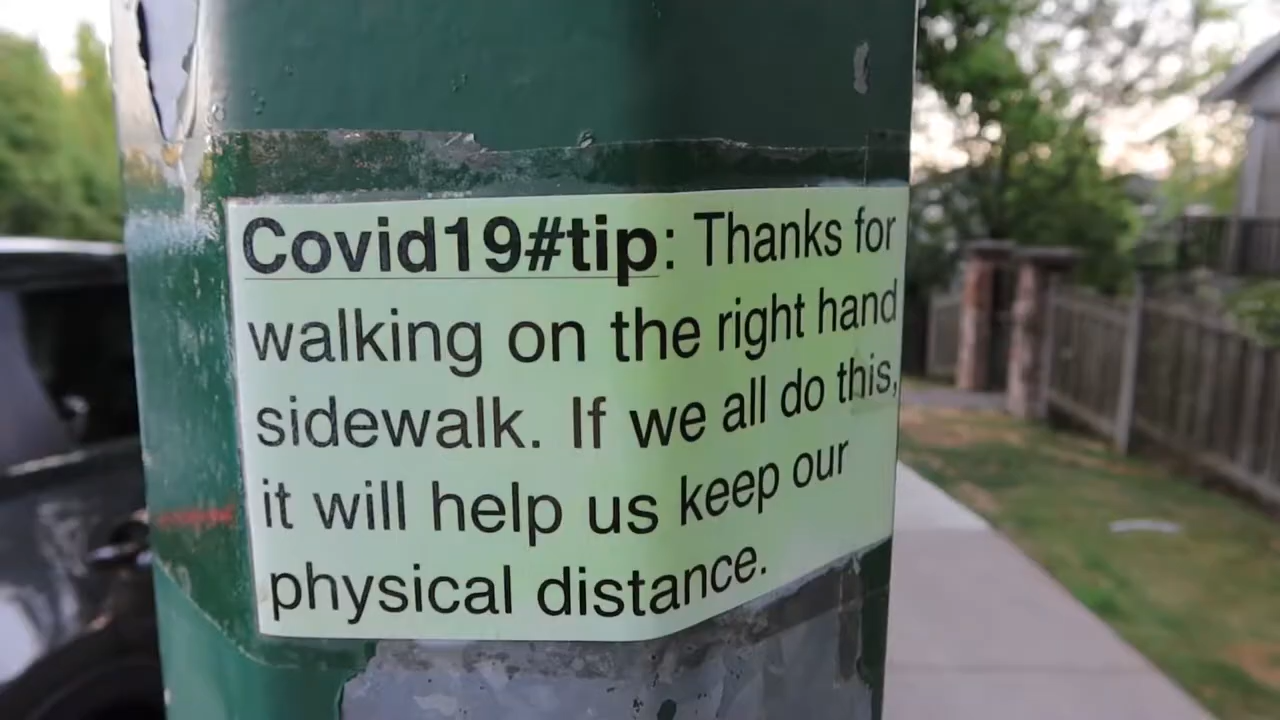 Covid19#tip: Thanks for
walking on the right hand
sidewalk. If we all do this,
it will help us keep our
physical distance.